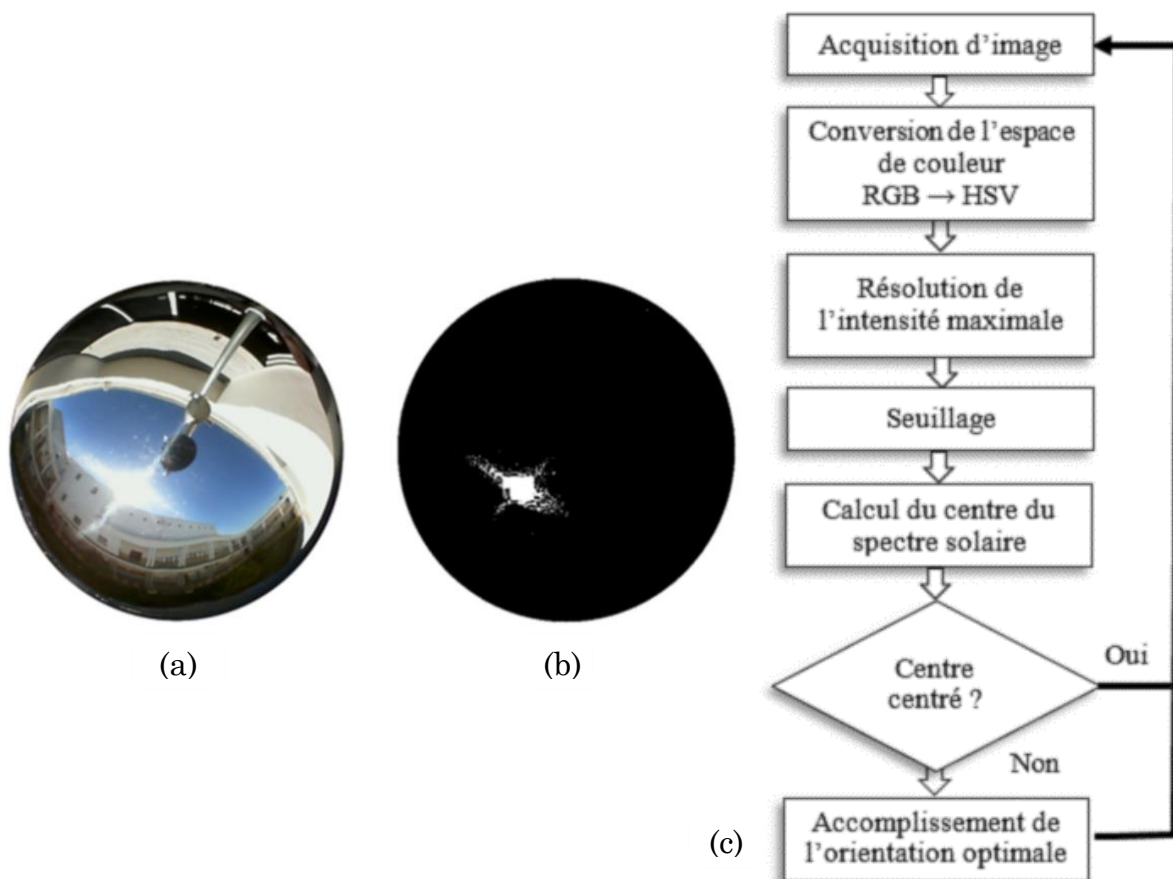 Acquisition d'image
Conversion de l'espace
de couleur
RGB → HSV
Résolution de
l'intensité maximale
Seuillage
Calcul du centre du
spectre solaire
Centre
centré ?
Oui
Non
Accomplissement de
l'orientation optimale
(a)
(b)
(c)